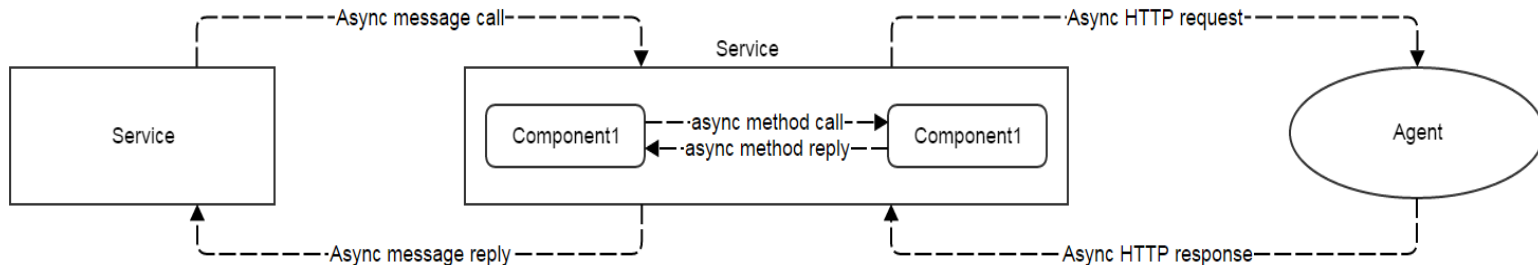 Async message call
Async HTTP request
Service
Service
Component1
async method call
async method reply
Component1
Agent
Async message reply
Async HTTP response